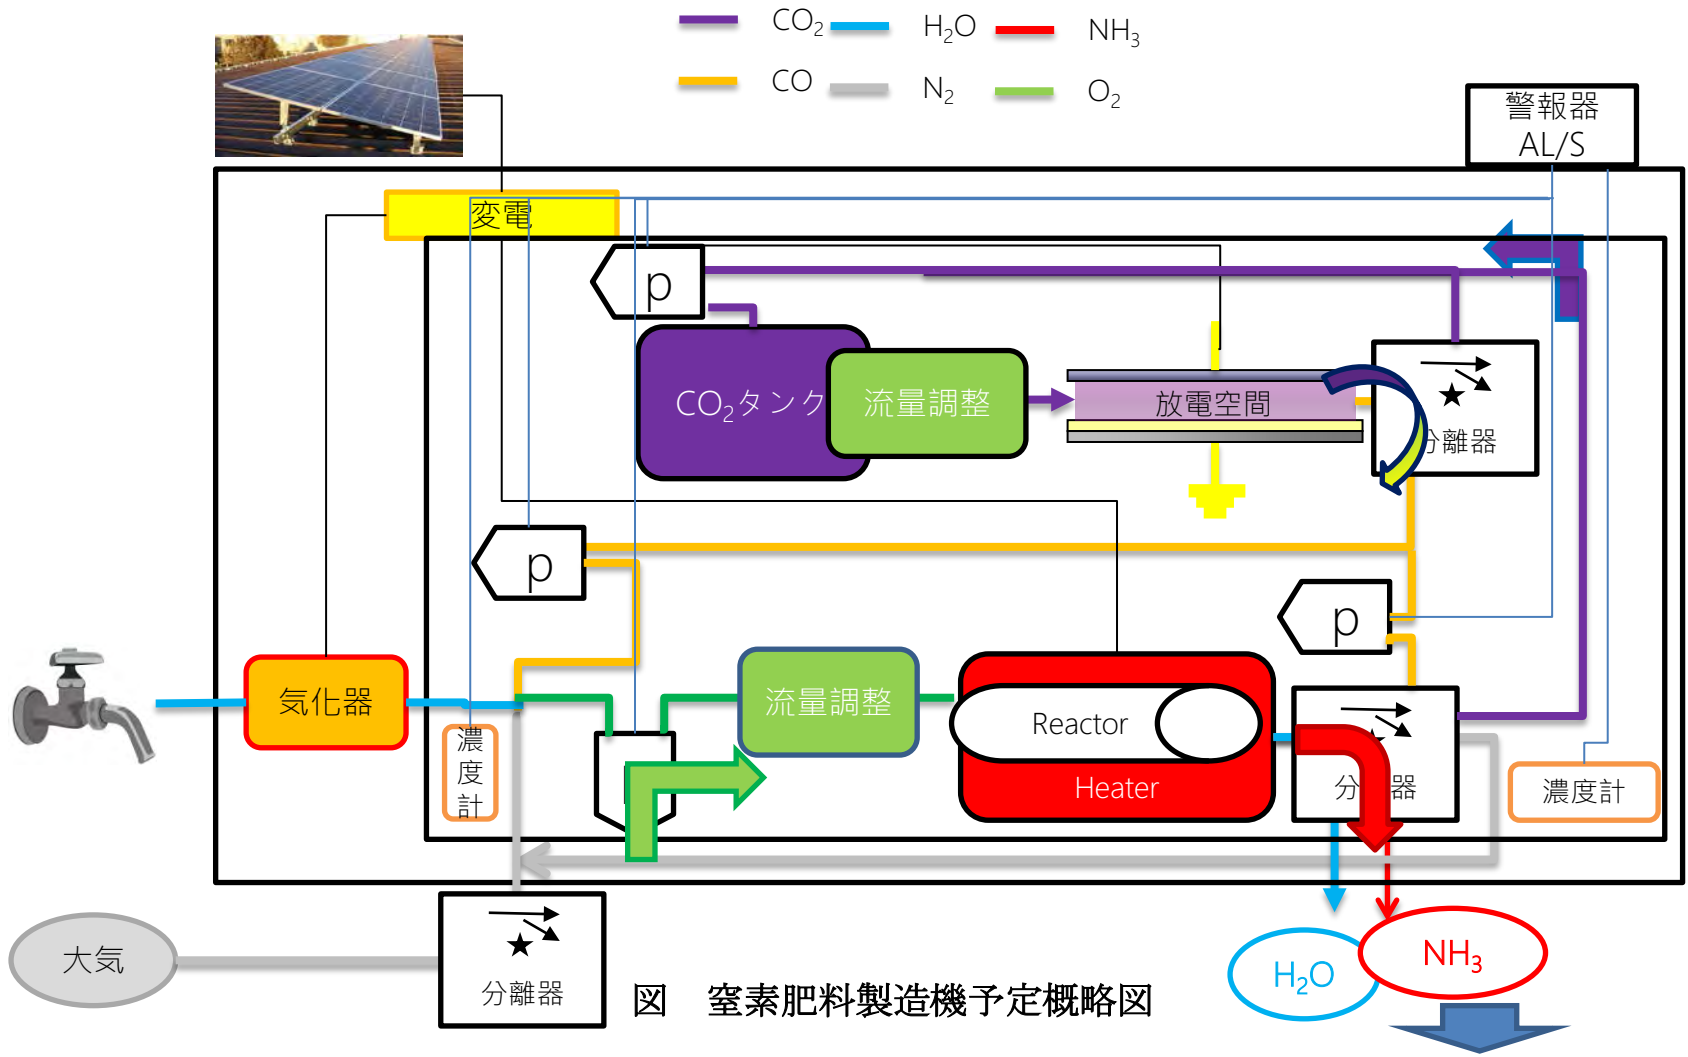 CO₂
H₂O
NH₃
CO
N₂
O₂
警報器
AL/S
変電
p
CO₂タンク
流量調整
放電空間
分離器
p
p
気化器
流量調整
Reactor
Heater
濃
度
計
分離器
濃度計
大気
分離器
H₂O
NH₃
図 窒素肥料製造機予定概略図